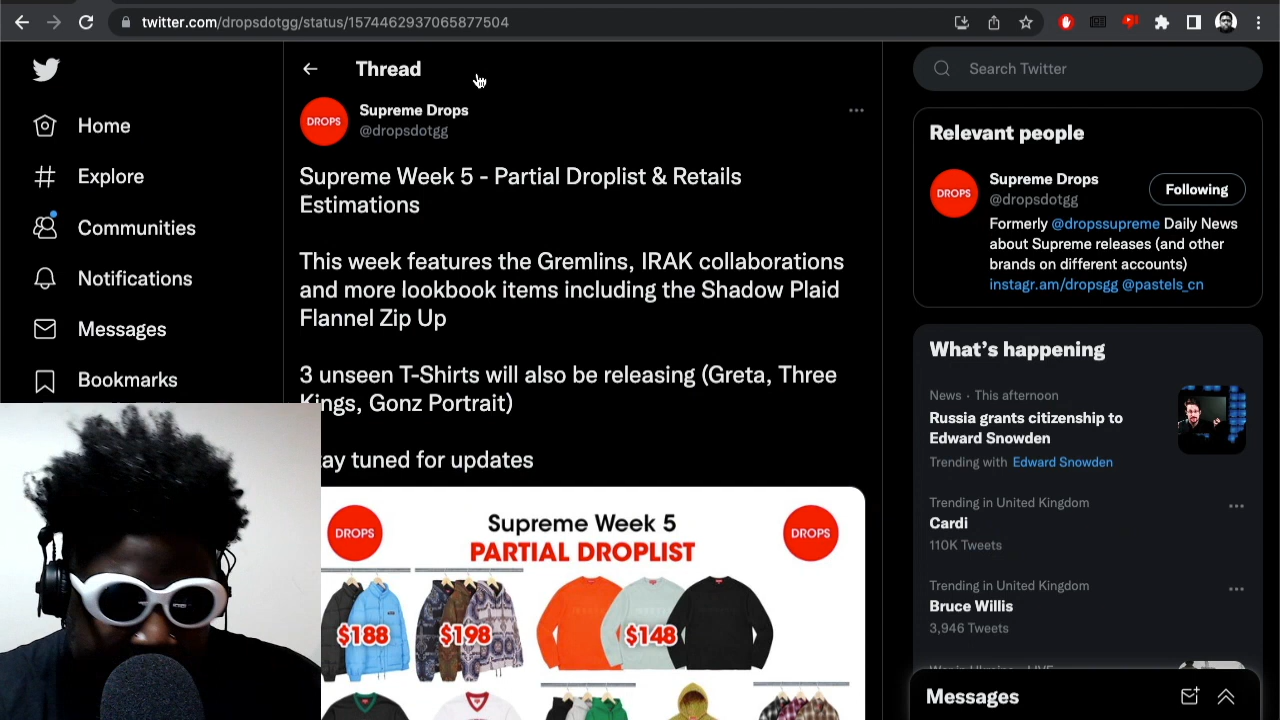 twitter.com/dropsdotgg/status/1574462937065877504
Home
Explore
Communities
Notifications
Messages
Bookmarks
Thread
DROPS
Supreme Drops
@dropsdotgg
Supreme Week 5 - Partial Droplist & Retails
Estimations
This week features the Gremlins, IRAK collaborations
and more lookbook items including the Shadow Plaid
Flannel Zip Up
3 unseen T-Shirts will also be releasing (Greta, Three
Kings, Gonz Portrait)
tay tuned for updates
DROPS
Supreme Week 5
PARTIAL DROPLIST
DROPS
$188
$198
$148
Search Twitter
Relevant people
DROPS
Supreme Drops
@dropsdotgg
Following
Formerly @dropssupreme Daily News
about Supreme releases (and other
brands on different accounts)
instagr.am/dropsgg @pastels_cn
What's happening
News · This afternoon
Russia grants citizenship to
Edward Snowden
Trending with Edward Snowden
Trending in United Kingdom
Cardi
110K Tweets
Trending in United Kingdom
Bruce Willis
3,946 Tweets
Messages